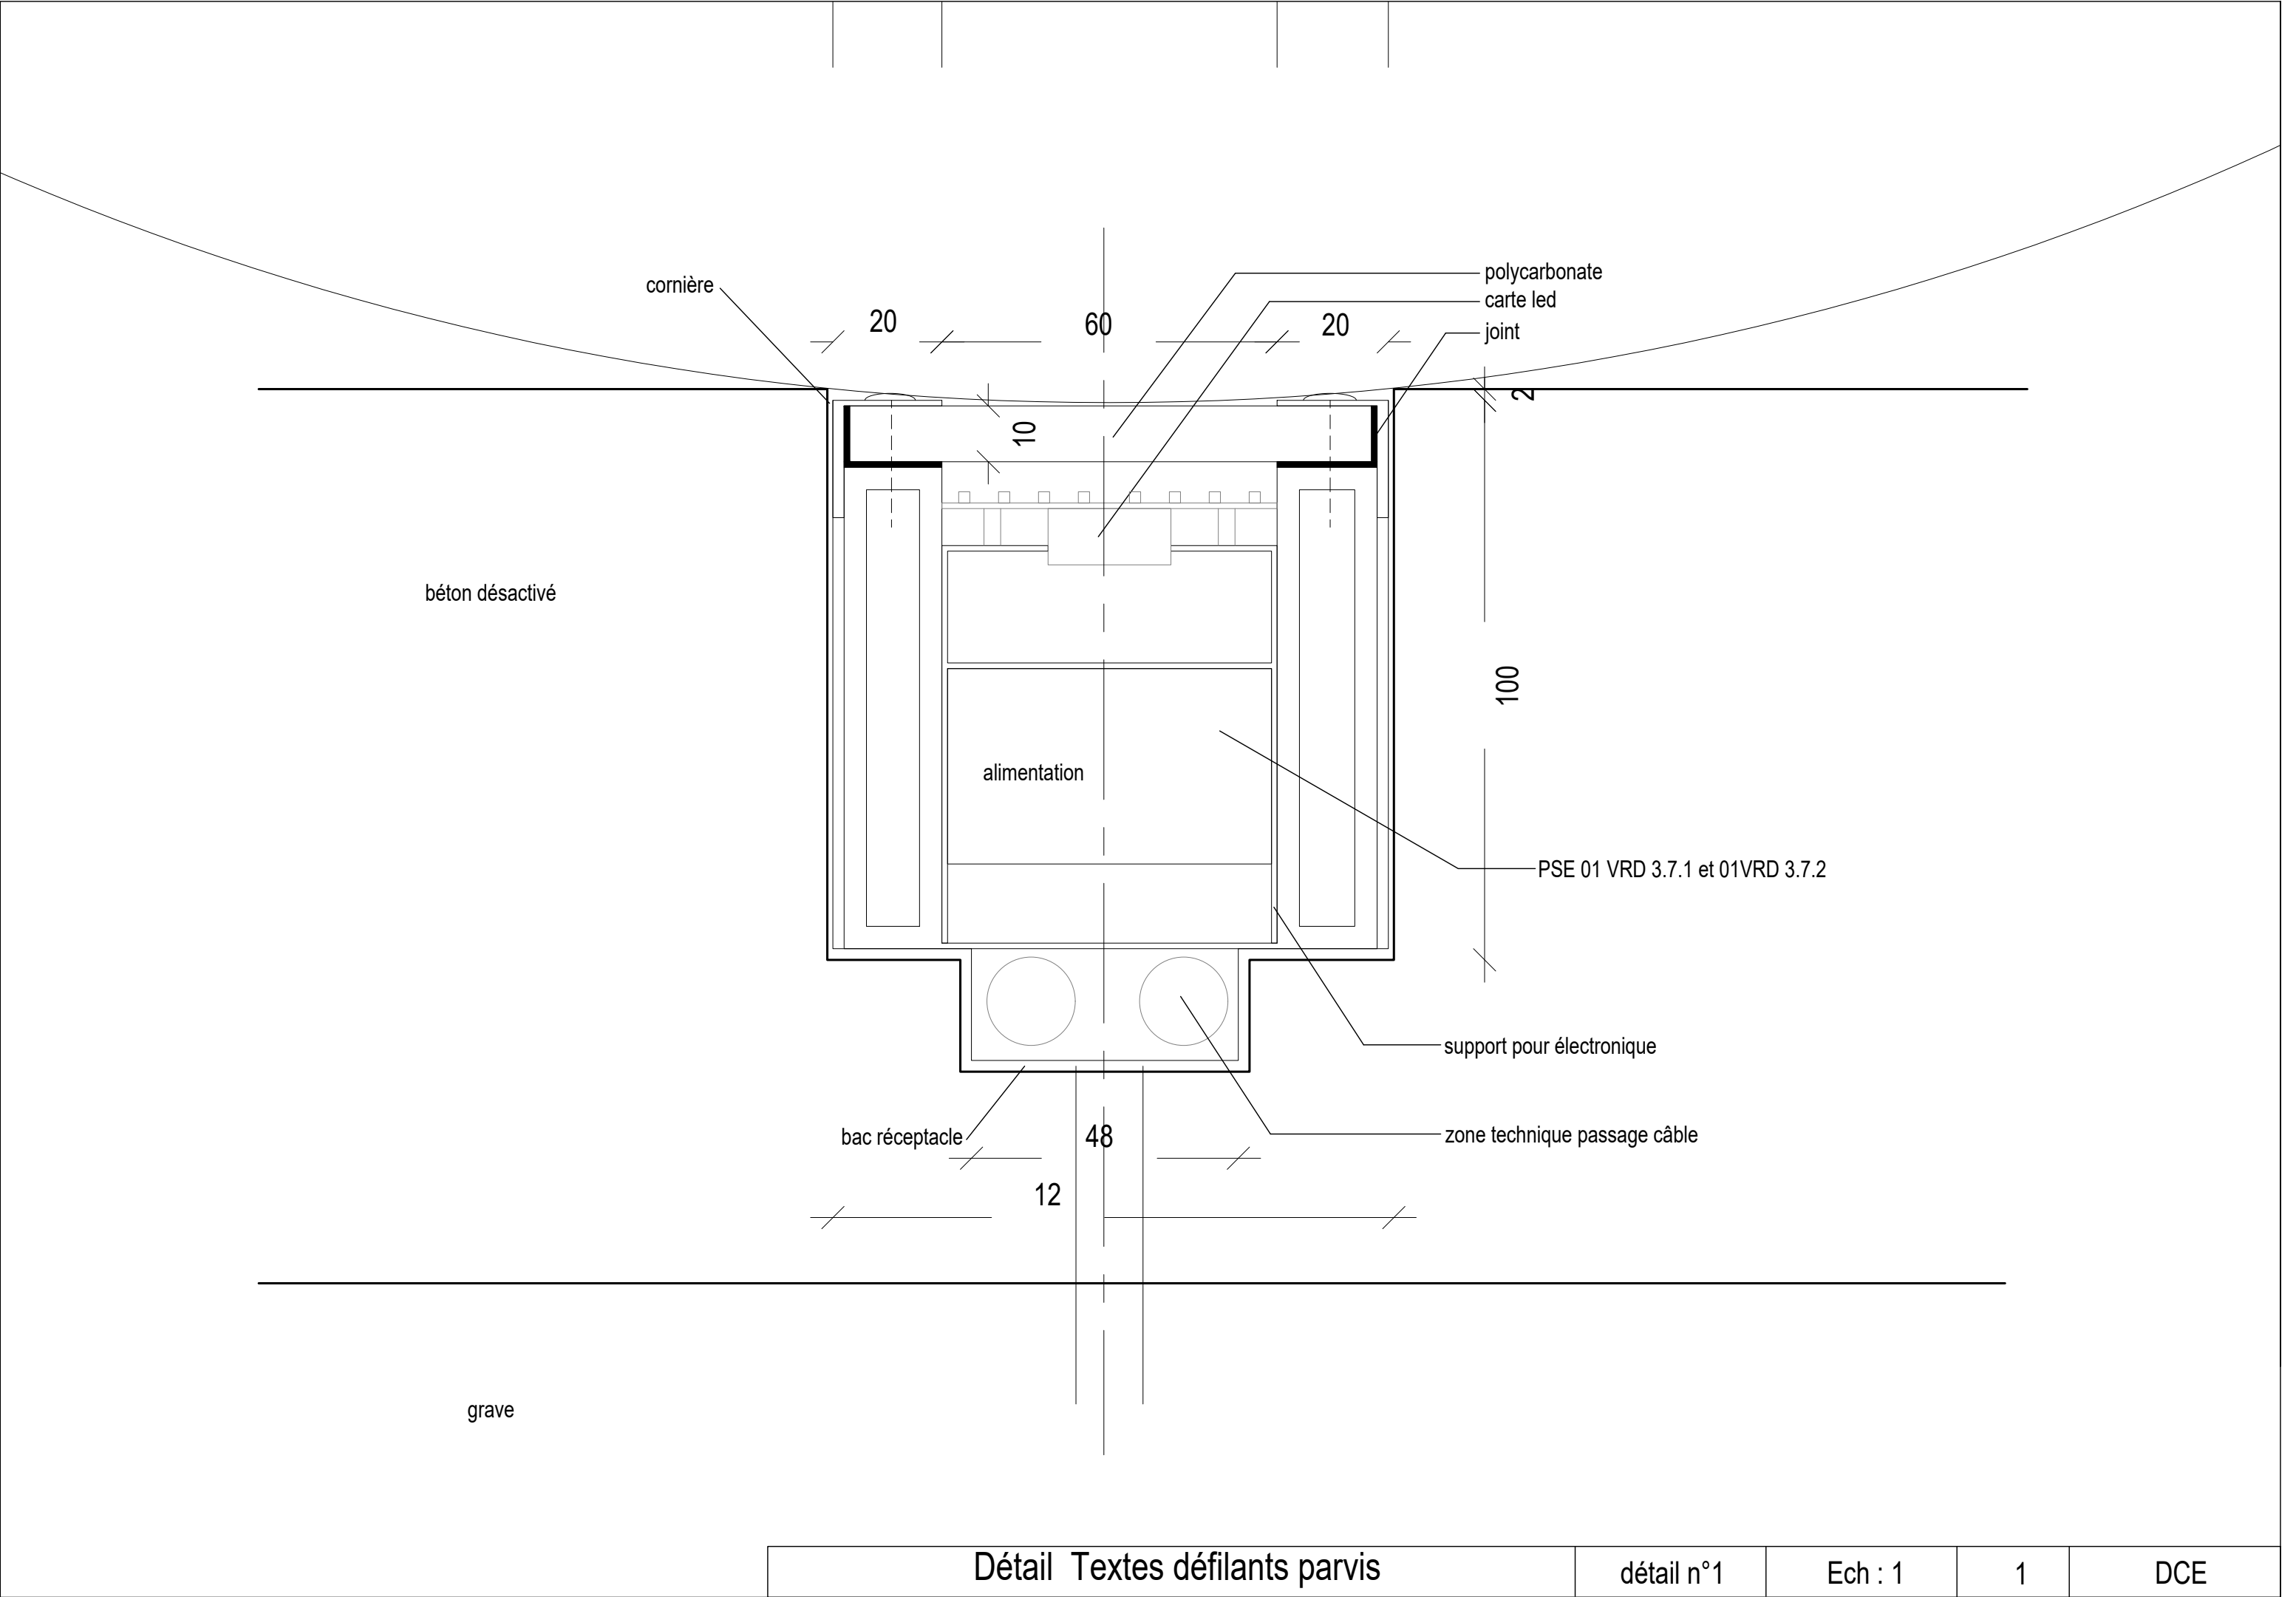 polycarbonate
cornière
carte led
20
60
20
joint
2
10
béton désactivé
100
alimentation
PSE 01 VRD 3.7.1 et 01VRD 3.7.2
support pour électronique
bac réceptacle
48
zone technique passage câble
12
grave
Détail Textes défilants parvis
détail n°1
Ech : 1
1
DCE